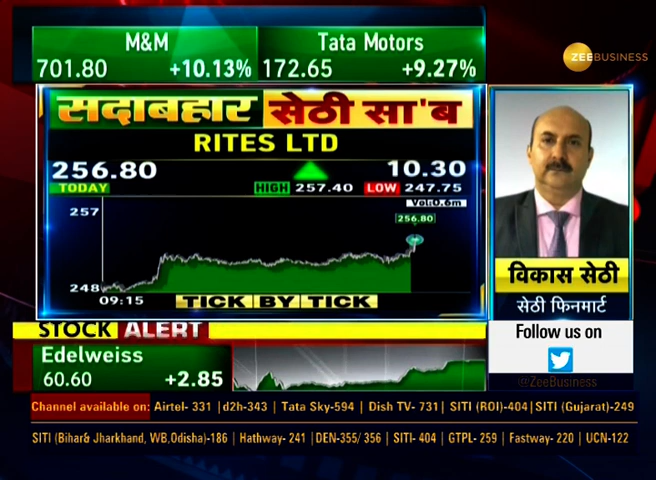 M&M
701.80 +10.13%
Tata Motors
172.65 +9.27%
ZEEBUSINESS
सदाबहार सेठी सा'ब
RITES LTD
256.80 10.30
TODAY HIGH 257.40 LOW 247.75
Vol:0.6m
257
256.80
248
09:15 TICK BY TICK
विकास सेठी
सेठी फिनमार्ट
STOCK ALERT
Edelweiss
60.60 +2.85
Follow us on
@ZeeBusiness
Channel available on: Airtel- 331 | d2h-343 | Tata Sky-594 | Dish TV- 731 | SITI (ROI)-404 | SITI (Gujarat)-249
SITI (Bihar& Jharkhand, WB,Odisha)-186 | Hathway- 241 |DEN-355/ 356 | SITI- 404 | GTPL- 259 | Fastway- 220 | UCN-122